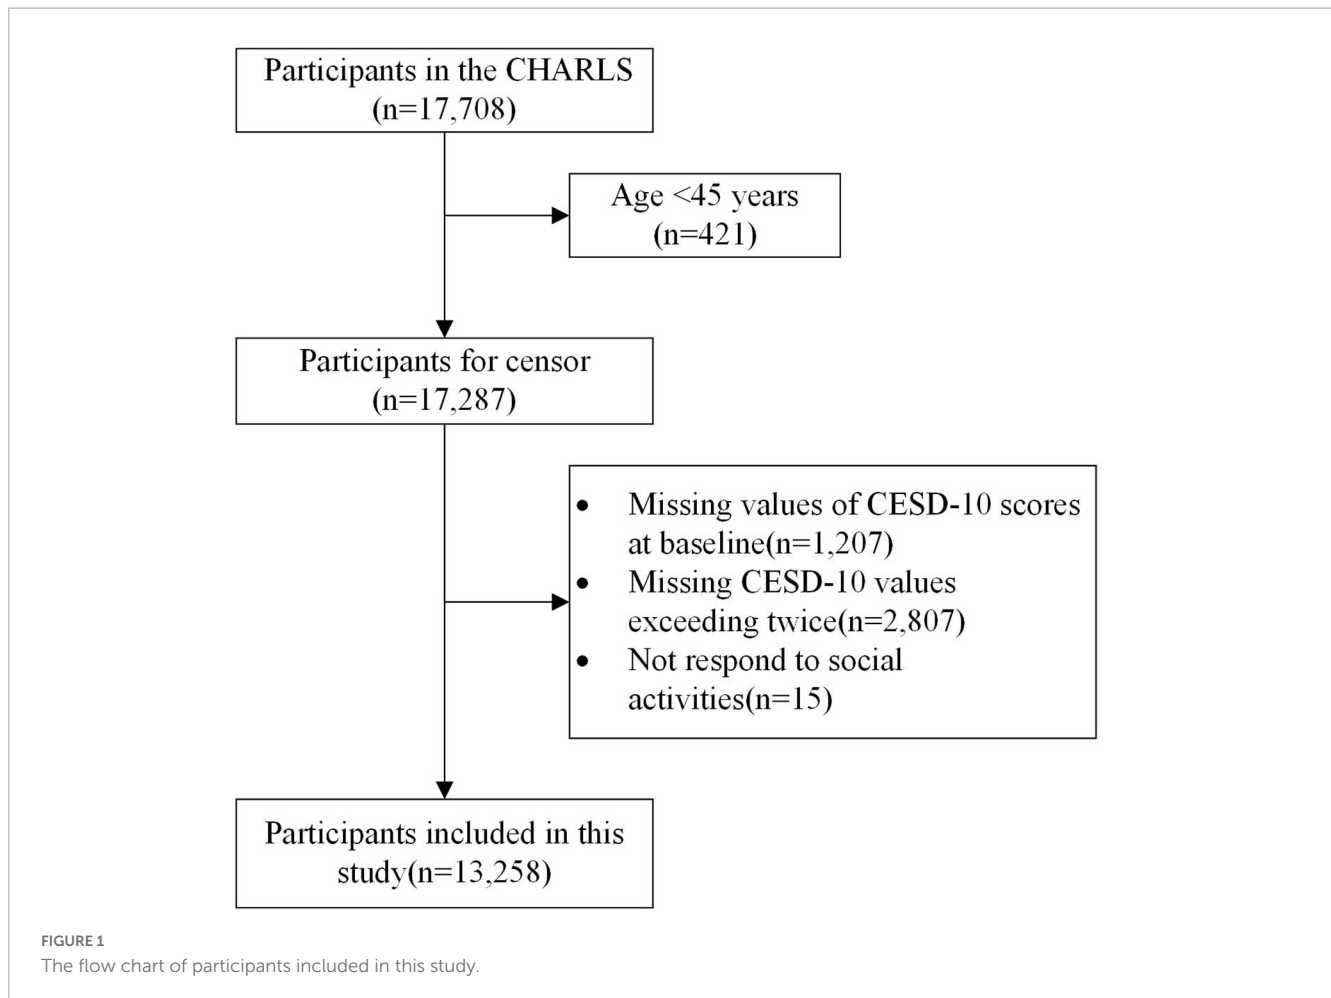 Participants in the CHARLS
(n=17,708)
Age <45 years
(n=421)
Participants for censor
(n=17,287)
• Missing values of CESD-10 scores
at baseline(n=1,207)
• Missing CESD-10 values
exceeding twice(n=2,807)
• Not respond to social
activities(n=15)
Participants included in this
study(n=13,258)
FIGURE 1
The flow chart of participants included in this study.